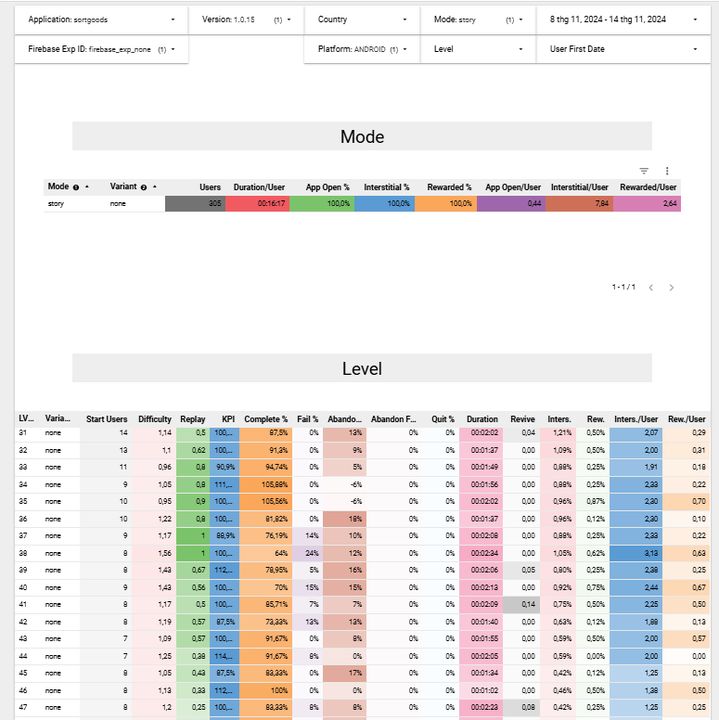 Application: sortgoods Version: 1.0.15 (1) Country Mode: story (1) 8 thg 11, 2024 - 14 thg 11, 2024
Firebase Exp ID: firebase_exp_none (1) Platform: ANDROID (1) Level User First Date
Mode
Mode Variant Users Duration/User App Open % Interstitial % Rewarded % App Open/User Interstitial/User Rewarded/User
story none 305 00:16:17 100,0% 100,0% 100,0% 0,44 7,84 2,64
1 - 1 / 1
Level
LV... Varia... Start Users Difficulty Replay KPI Complete % Fail % Abando... Abandon F... Quit % Duration Revive Inters. Rew. Inters./User Rew./User
31 none 14 1,14 0,5 100,... 87,5% 0% 13% 0% 0% 00:02:02 0,04 1,21% 0,50% 2,07 0,29
32 none 13 1,1 0,62 100,... 91,3% 0% 9% 0% 0% 00:01:37 0,00 1,09% 0,50% 2,00 0,31
33 none 11 0,96 0,8 90,9% 94,74% 0% 5% 0% 0% 00:01:49 0,00 0,88% 0,25% 1,91 0,18
34 none 9 1,05 0,8 111,... 105,88% 0% -6% 0% 0% 00:01:56 0,00 0,88% 0,25% 2,33 0,22
35 none 10 0,95 0,9 100,... 105,56% 0% -6% 0% 0% 00:02:02 0,00 0,96% 0,87% 2,30 0,70
36 none 10 1,22 0,8 100,... 81,82% 0% 18% 0% 0% 00:01:37 0,00 0,96% 0,12% 2,30 0,10
37 none 9 1,17 1 88,9% 76,19% 14% 10% 0% 0% 00:02:08 0,00 0,88% 0,25% 2,33 0,22
38 none 8 1,56 1 100,... 64% 24% 12% 0% 0% 00:02:34 0,00 1,05% 0,62% 3,13 0,63
39 none 8 1,43 0,67 112,... 78,95% 5% 16% 0% 0% 00:02:06 0,05 0,80% 0,25% 2,38 0,25
40 none 9 1,43 0,56 100,... 70% 15% 15% 0% 0% 00:02:13 0,00 0,92% 0,75% 2,44 0,67
41 none 8 1,17 0,5 100,... 85,71% 7% 7% 0% 0% 00:02:09 0,14 0,75% 0,50% 2,25 0,50
42 none 8 1,19 0,57 87,5% 73,33% 13% 13% 0% 0% 00:01:40 0,00 0,63% 0,12% 1,88 0,13
43 none 7 1,09 0,57 100,... 91,67% 0% 8% 0% 0% 00:01:55 0,00 0,59% 0,50% 2,00 0,57
44 none 7 1,25 0,38 114,... 91,67% 8% 0% 0% 0% 00:02:05 0,00 0,59% 0,00% 2,00 0,00
45 none 8 1,05 0,43 87,5% 83,33% 0% 17% 0% 0% 00:01:34 0,00 0,42% 0,12% 1,25 0,13
46 none 8 1,13 0,33 112,... 100% 0% 0% 0% 0% 00:01:02 0,00 0,46% 0,50% 1,38 0,50
47 none 8 1,2 0,25 100,... 83,33% 8% 8% 0% 0% 00:02:23 0,08 0,42% 0,25% 1,25 0,25